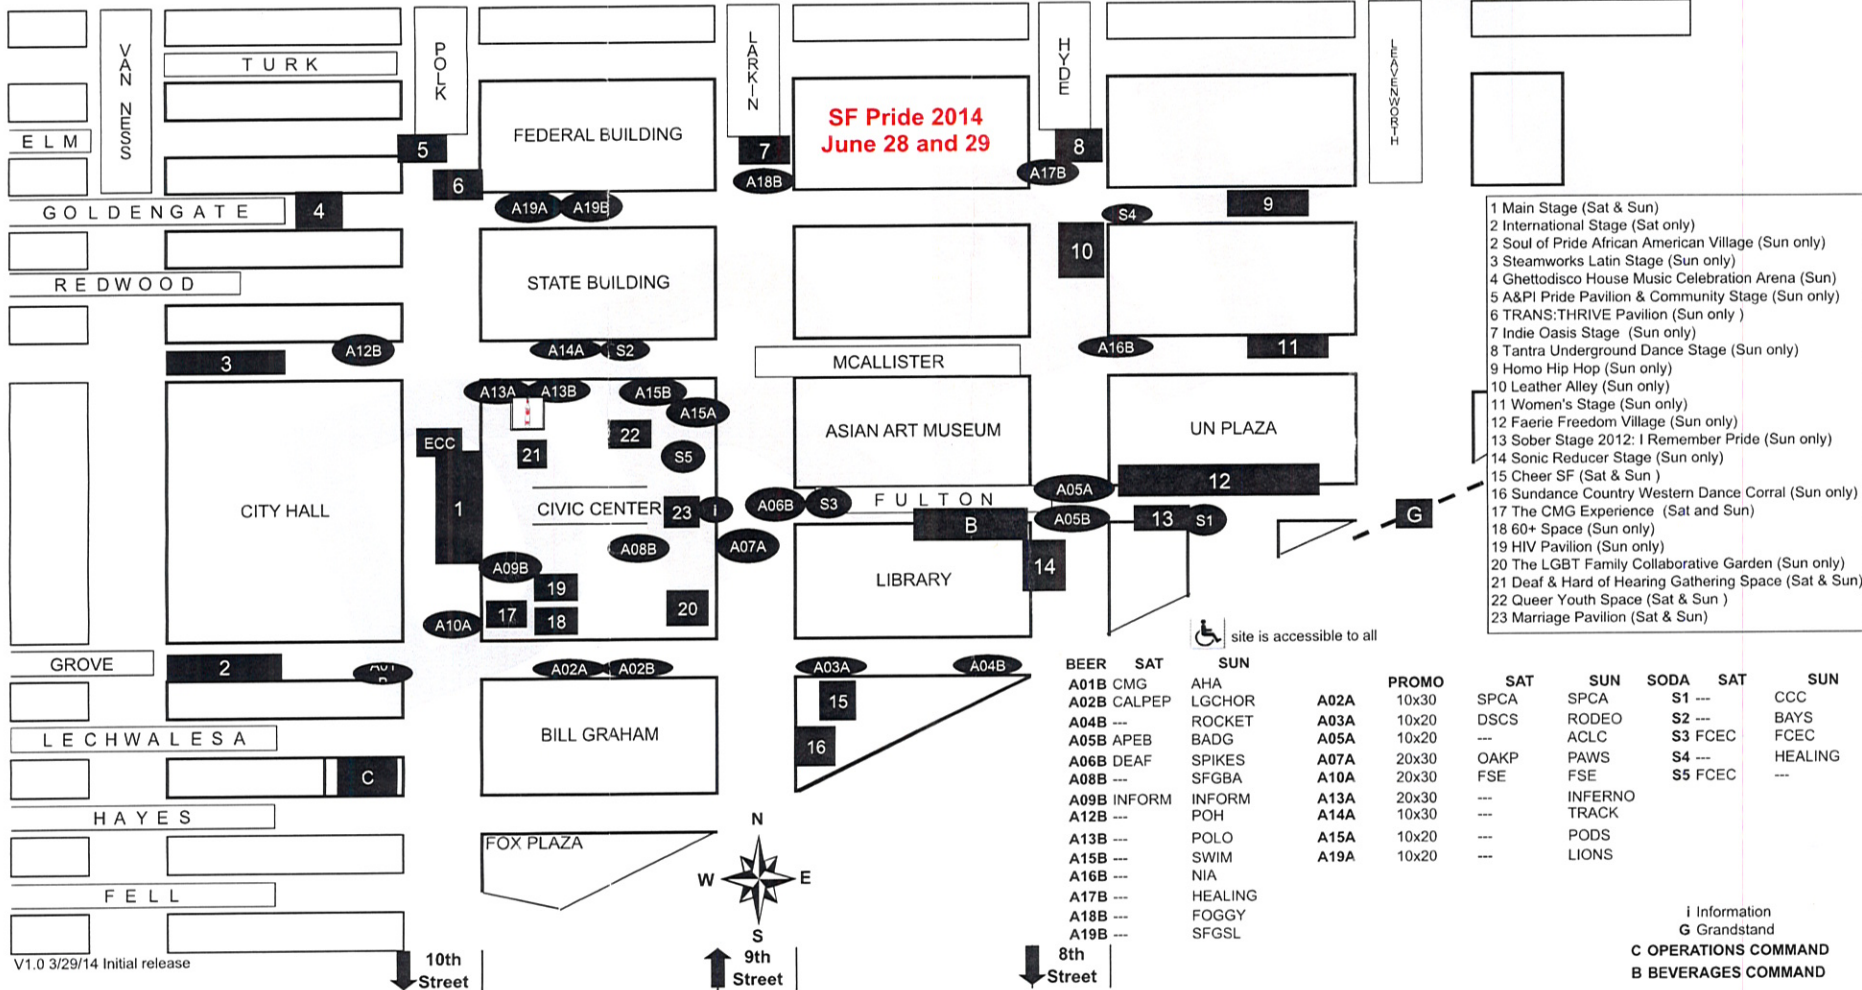 VAN NESS
TURK
POLK
LARKIN
HYDE
LEAVENWORTH
FEDERAL BUILDING
SF Pride 2014
June 28 and 29
ELM
5
7
8
6
A18B
A17B
GOLDENGATE
4
A19A
A19B
S4
9
10
REDWOOD
STATE BUILDING
3
A12B
A14A
S2
MCALLISTER
A16B
11
CITY HALL
ECC
1
A13A
A13B
A15B
A15A
21
22
S5
CIVIC CENTER
23
i
ASIAN ART MUSEUM
UN PLAZA
A05A
12
A06B
S3
FULTON
B
A05B
13
S1
G
A08B
A07A
A09B
19
17
18
20
A10A
LIBRARY
14
site is accessible to all
GROVE
2
A01B
A02A
A02B
A03A
A04B
15
16
BILL GRAHAM
LECHWALESA
C
HAYES
FOX PLAZA
FELL
N
W
E
S
V1.0 3/29/14 Initial release
10th
Street
9th
Street
8th
Street
1 Main Stage (Sat & Sun)
2 International Stage (Sat only)
2 Soul of Pride African American Village (Sun only)
3 Steamworks Latin Stage (Sun only)
4 Ghettodisco House Music Celebration Arena (Sun)
5 A&PI Pride Pavilion & Community Stage (Sun only)
6 TRANS:THRIVE Pavilion (Sun only )
7 Indie Oasis Stage (Sun only)
8 Tantra Underground Dance Stage (Sun only)
9 Homo Hip Hop (Sun only)
10 Leather Alley (Sun only)
11 Women's Stage (Sun only)
12 Faerie Freedom Village (Sun only)
13 Sober Stage 2012: I Remember Pride (Sun only)
14 Sonic Reducer Stage (Sun only)
15 Cheer SF (Sat & Sun )
16 Sundance Country Western Dance Corral (Sun only)
17 The CMG Experience (Sat and Sun)
18 60+ Space (Sun only)
19 HIV Pavilion (Sun only)
20 The LGBT Family Collaborative Garden (Sun only)
21 Deaf & Hard of Hearing Gathering Space (Sat & Sun)
22 Queer Youth Space (Sat & Sun )
23 Marriage Pavilion (Sat & Sun)
BEER SAT SUN
A01B CMG AHA
A02B CALPEP LGCHOR
A04B --- ROCKET
A05B APEB BADG
A06B DEAF SPIKES
A08B --- SFGBA
A09B INFORM INFORM
A12B --- POH
A13B --- POLO
A15B --- SWIM
A16B --- NIA
A17B --- HEALING
A18B --- FOGGY
A19B --- SFGSL
PROMO SAT SUN
A02A 10x30 SPCA SPCA
A03A 10x20 DSCS RODEO
A05A 10x20 --- ACLC
A07A 20x30 OAKP PAWS
A10A 20x30 FSE FSE
A13A 20x30 --- INFERNO
A14A 10x30 --- TRACK
A15A 10x20 --- PODS
A19A 10x20 --- LIONS
SODA SAT SUN
S1 --- CCC
S2 --- BAYS
S3 FCEC FCEC
S4 --- HEALING
S5 FCEC ---
i Information
G Grandstand
C OPERATIONS COMMAND
B BEVERAGES COMMAND